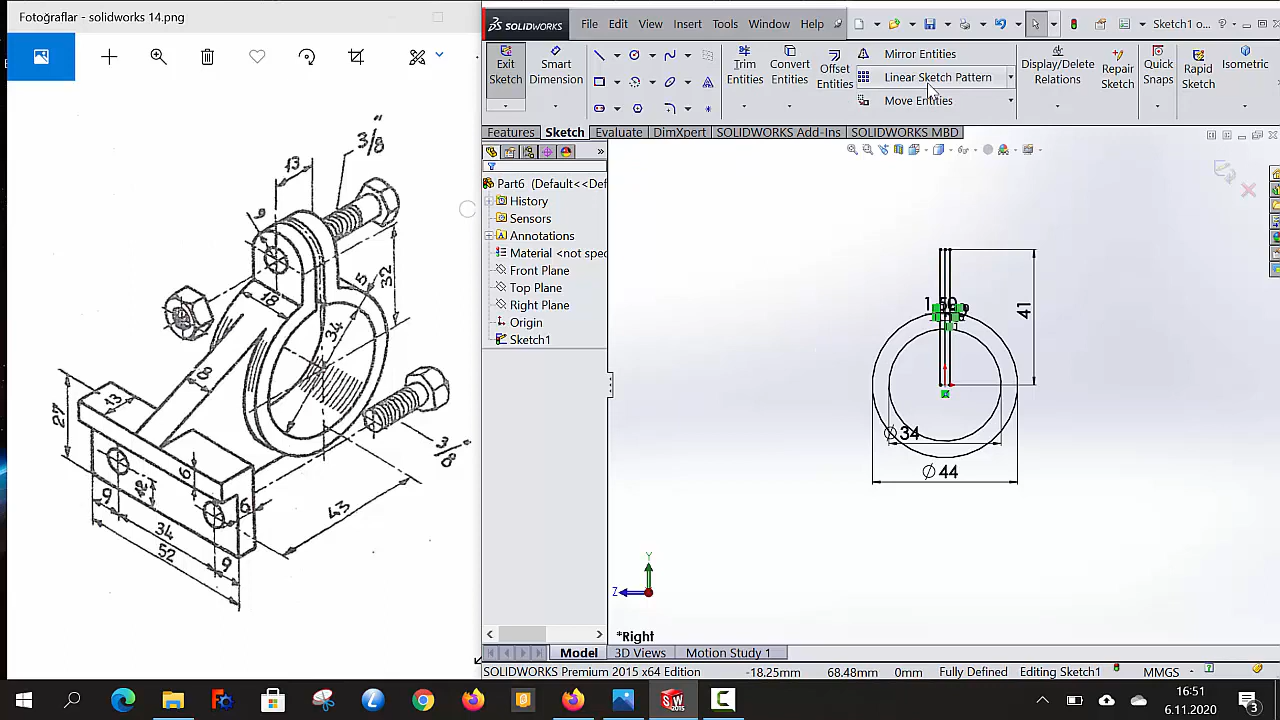 Fotoğraflar - solidworks 14.png
SOLIDWORKS
File Edit View Insert Tools Window Help
Sketch1 o...
Exit Sketch
Smart Dimension
Trim Entities
Convert Entities
Offset Entities
Mirror Entities
Linear Sketch Pattern
Move Entities
Display/Delete Relations
Repair Sketch
Quick Snaps
Rapid Sketch
Isometric
Features Sketch Evaluate DimXpert SOLIDWORKS Add-Ins SOLIDWORKS MBD
Part6 (Default<<Def
History
Sensors
Annotations
Material <not spec
Front Plane
Top Plane
Right Plane
Origin
Sketch1
3/8"
13
9
32
5
18
34
8
13
27
6
9
6
34
52
9
43
3/8"
1.50
41
Ø34
Ø44
Y
Z
*Right
Model 3D Views Motion Study 1
SOLIDWORKS Premium 2015 x64 Edition -18.25mm 68.48mm 0mm Fully Defined Editing Sketch1 MMGS
16:51
6.11.2020
3